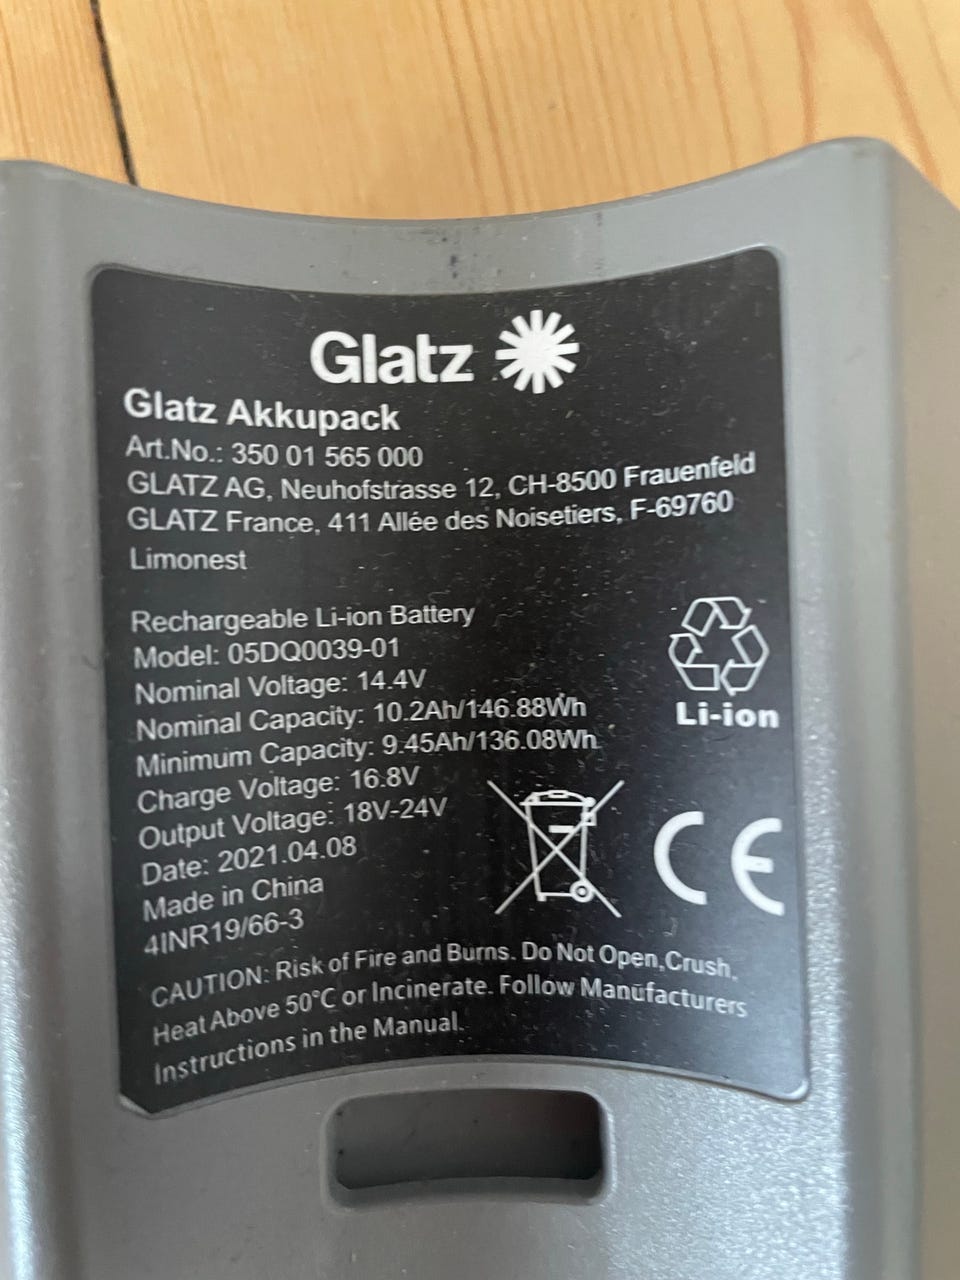 Glatz
Glatz Akkupack
Art.No.: 350 01 565 000
GLATZ AG, Neuhofstrasse 12, CH-8500 Frauenfeld
GLATZ France, 411 Allée des Noisetiers, F-69760
Limonest
Rechargeable Li-ion Battery
Model: 05DQ0039-01
Nominal Voltage: 14.4V
Nominal Capacity: 10.2Ah/146.88Wh
Minimum Capacity: 9.45Ah/136.08Wh
Charge Voltage: 16.8V
Output Voltage: 18V-24V
Date: 2021.04.08
Made in China
4INR19/66-3
Li-ion
CE
CAUTION: Risk of Fire and Burns. Do Not Open,Crush,
Heat Above 50°C or Incinerate. Follow Manufacturers
Instructions in the Manual.